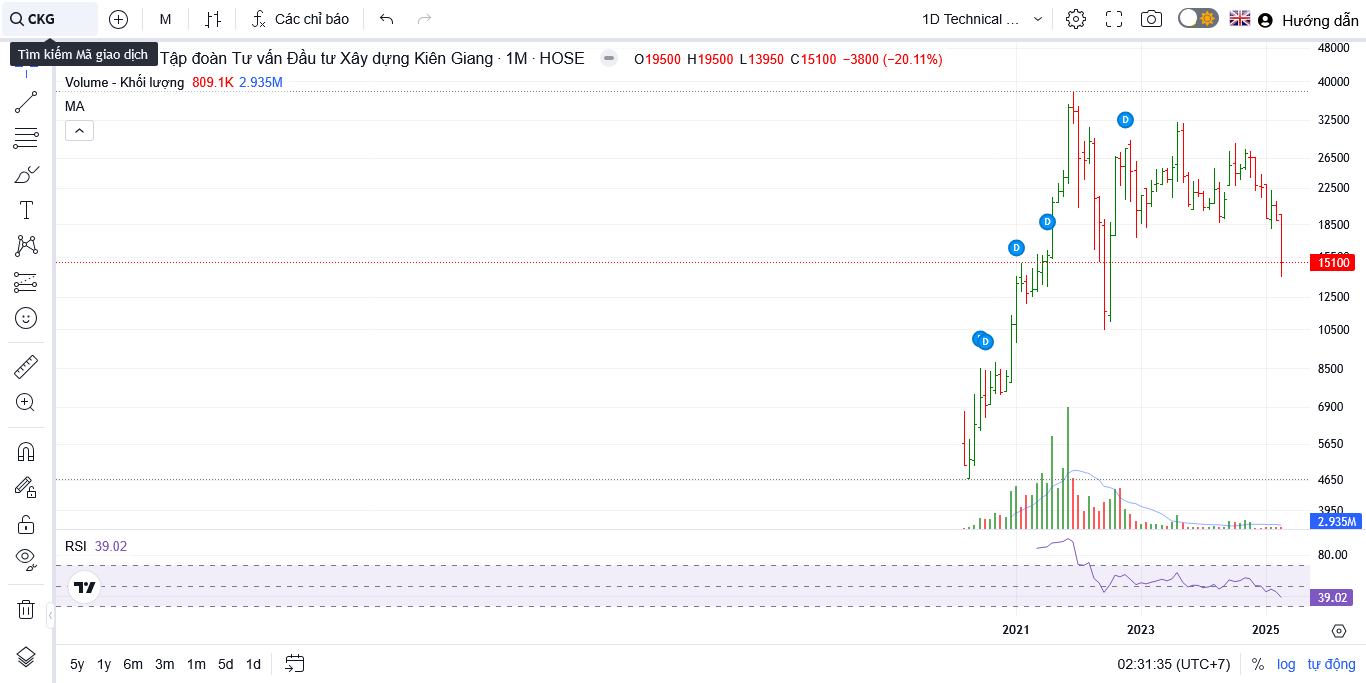 CKG M Các chỉ báo 1D Technical ... Hướng dẫn
Tìm kiếm Mã giao dịch Tập đoàn Tư vấn Đầu tư Xây dựng Kiên Giang · 1M · HOSE O19500 H19500 L13950 C15100 −3800 (−20.11%)
Volume - Khối lượng 809.1K 2.935M
MA
48000
40000
32500
D
26500
22500
D
18500
D
15100
12500
10500
D
8500
6900
5650
4650
3950
2.935M
RSI 39.02
80.00
39.02
2021 2023 2025
5y 1y 6m 3m 1m 5d 1d 02:31:35 (UTC+7) % log tự động